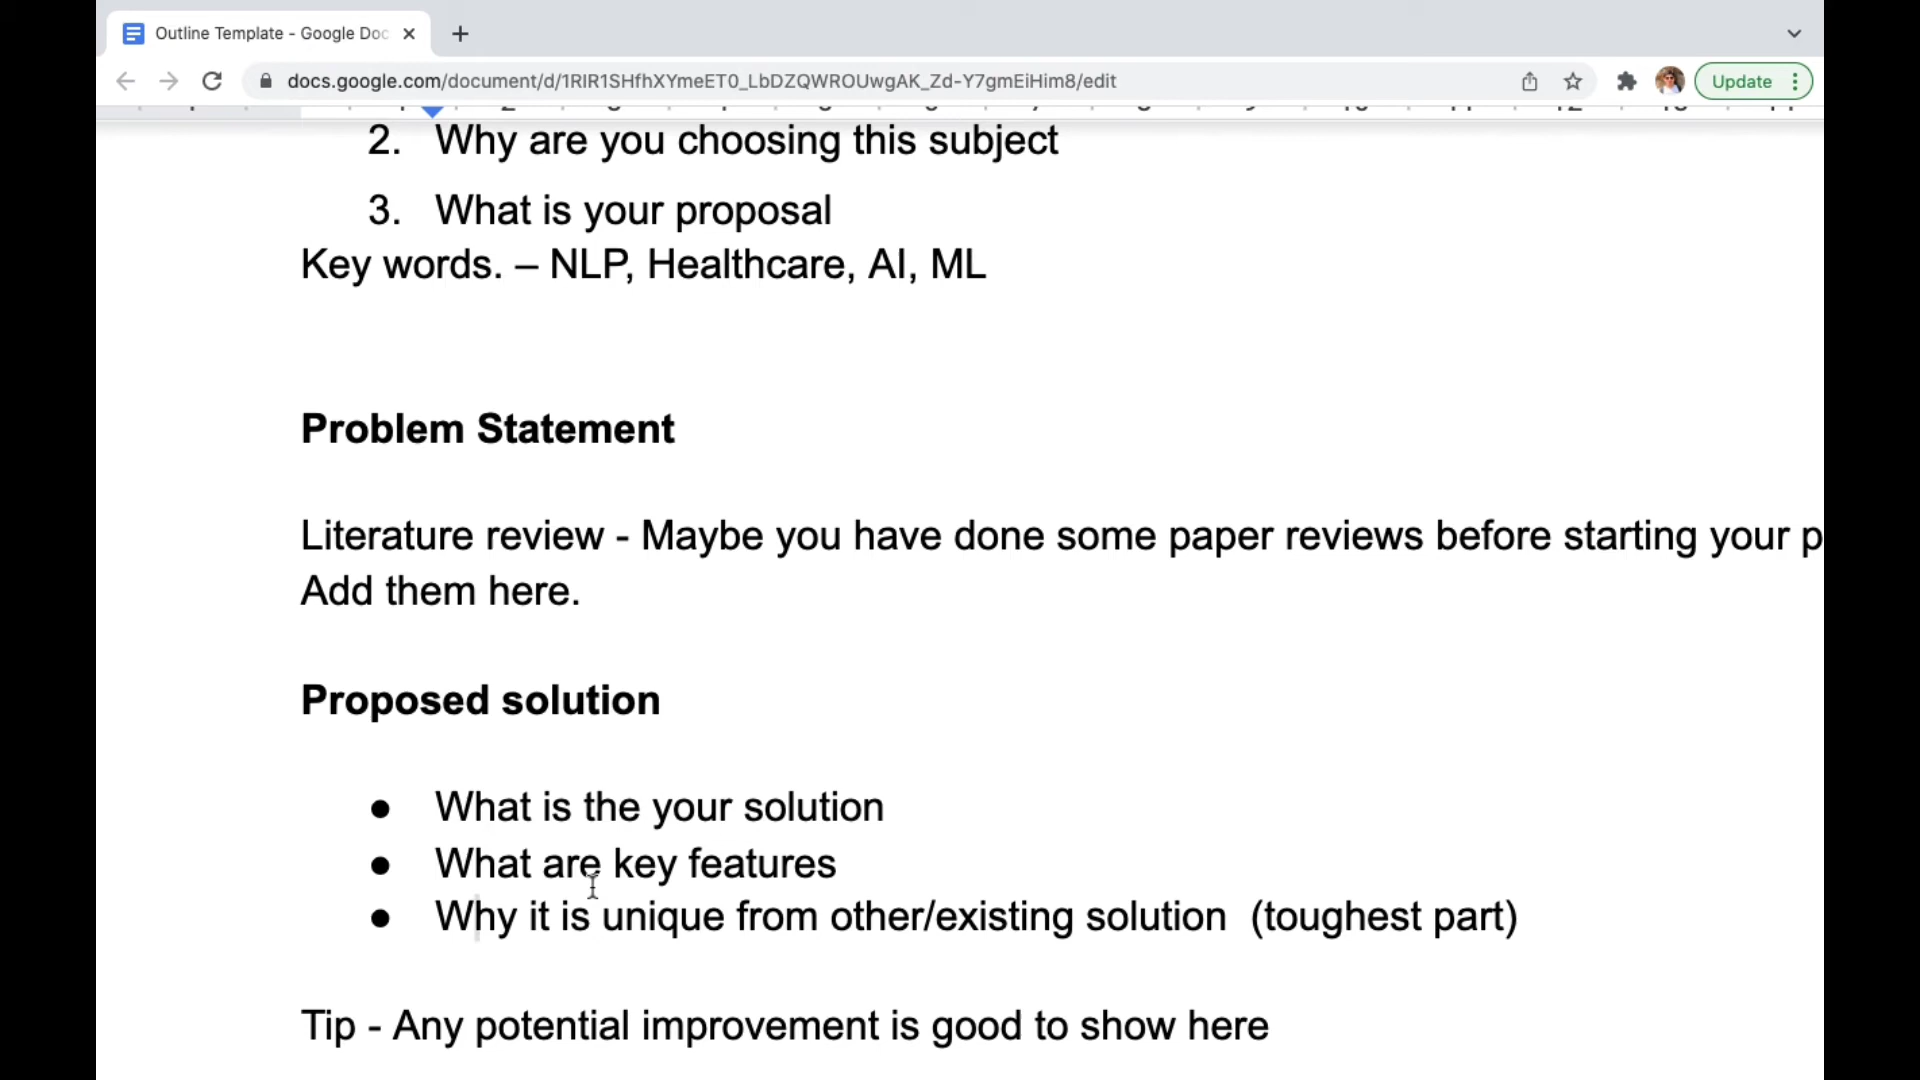 Outline Template - Google Doc
Update
docs.google.com/document/d/1RIR1SHfhXYmeET0_LbDZQWROUwgAK_Zd-Y7gmEiHim8/edit
2. Why are you choosing this subject
3. What is your proposal
Key words. – NLP, Healthcare, AI, ML
Problem Statement
Literature review - Maybe you have done some paper reviews before starting your p
Add them here.
Proposed solution
● What is the your solution
● What are key features
● Why it is unique from other/existing solution (toughest part)
Tip - Any potential improvement is good to show here